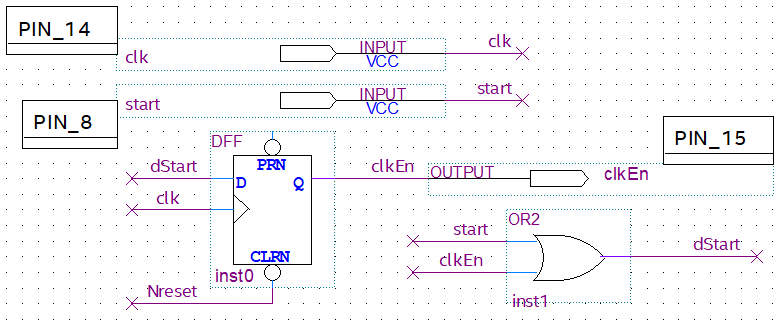 PIN_14
clk
INPUT
VCC
clk
start
INPUT
VCC
start
PIN_8
PIN_15
DFF
dStart
clk
D
PRN
Q
CLRN
inst0
Nreset
clkEn
OUTPUT
clkEn
OR2
start
clkEn
dStart
inst1